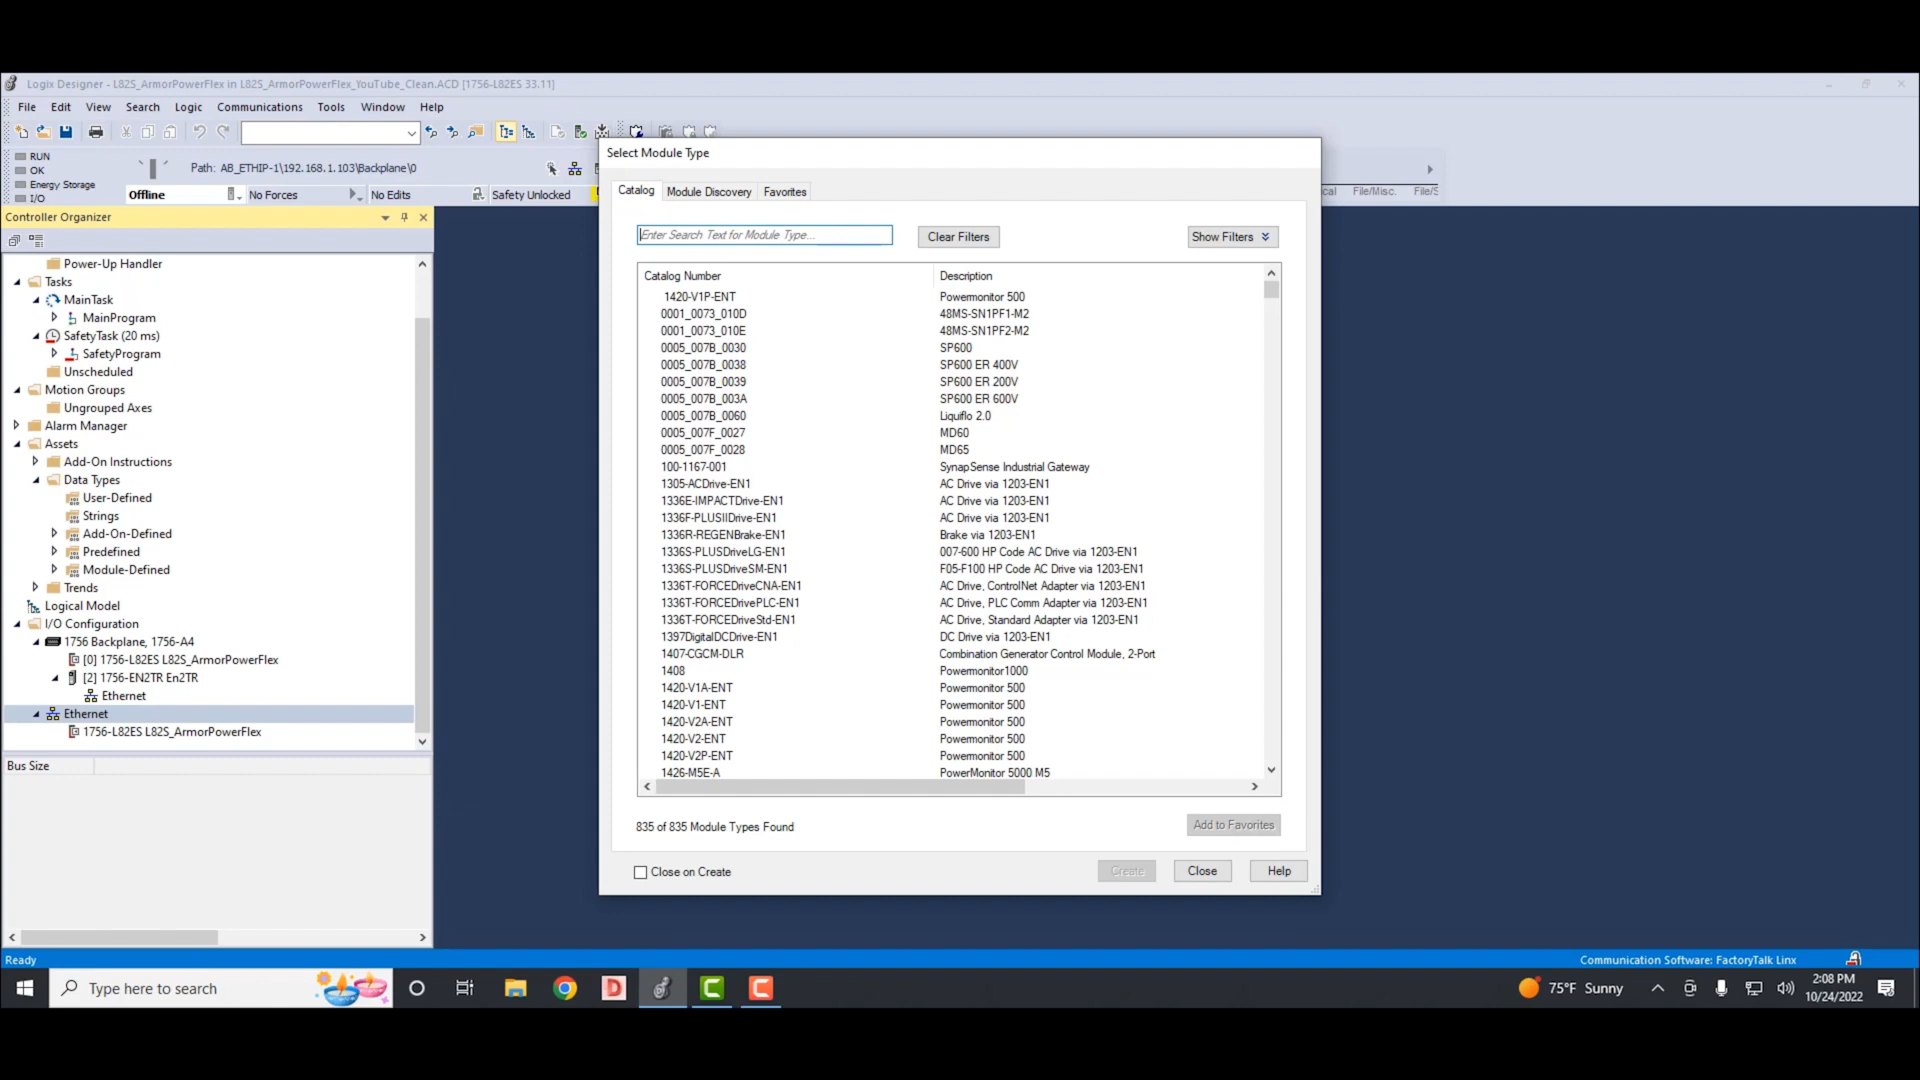 Logix Designer - L82S_ArmorPowerFlex in L82S_ArmorPowerFlex_YouTube_Clean.ACD [1756-L82ES 33.11]
File Edit View Search Logic Communications Tools Window Help
RUN
OK
Energy Storage
I/O
Path: AB_ETHIP-1\192.168.1.103\Backplane\0
Offline No Forces No Edits Safety Unlocked
File/Misc.
Controller Organizer
Power-Up Handler
Tasks
MainTask
MainProgram
SafetyTask (20 ms)
SafetyProgram
Unscheduled
Motion Groups
Ungrouped Axes
Alarm Manager
Assets
Add-On Instructions
Data Types
User-Defined
Strings
Add-On-Defined
Predefined
Module-Defined
Trends
Logical Model
I/O Configuration
1756 Backplane, 1756-A4
[0] 1756-L82ES L82S_ArmorPowerFlex
[2] 1756-EN2TR En2TR
Ethernet
Ethernet
1756-L82ES L82S_ArmorPowerFlex
Bus Size
Select Module Type
Catalog Module Discovery Favorites
Enter Search Text for Module Type... Clear Filters Show Filters
Catalog Number Description
1420-V1P-ENT Powermonitor 500
0001_0073_010D 48MS-SN1PF1-M2
0001_0073_010E 48MS-SN1PF2-M2
0005_007B_0030 SP600
0005_007B_0038 SP600 ER 400V
0005_007B_0039 SP600 ER 200V
0005_007B_003A SP600 ER 600V
0005_007B_0060 Liquiflo 2.0
0005_007F_0027 MD60
0005_007F_0028 MD65
100-1167-001 SynapSense Industrial Gateway
1305-ACDrive-EN1 AC Drive via 1203-EN1
1336E-IMPACTDrive-EN1 AC Drive via 1203-EN1
1336F-PLUSIIDrive-EN1 AC Drive via 1203-EN1
1336R-REGENBrake-EN1 Brake via 1203-EN1
1336S-PLUSDriveLG-EN1 007-600 HP Code AC Drive via 1203-EN1
1336S-PLUSDriveSM-EN1 F05-F100 HP Code AC Drive via 1203-EN1
1336T-FORCEDriveCNA-EN1 AC Drive, ControlNet Adapter via 1203-EN1
1336T-FORCEDrivePLC-EN1 AC Drive, PLC Comm Adapter via 1203-EN1
1336T-FORCEDriveStd-EN1 AC Drive, Standard Adapter via 1203-EN1
1397DigitalDCDrive-EN1 DC Drive via 1203-EN1
1407-CGCM-DLR Combination Generator Control Module, 2-Port
1408 Powermonitor1000
1420-V1A-ENT Powermonitor 500
1420-V1-ENT Powermonitor 500
1420-V2A-ENT Powermonitor 500
1420-V2-ENT Powermonitor 500
1420-V2P-ENT Powermonitor 500
1426-M5E-A PowerMonitor 5000 M5
835 of 835 Module Types Found Add to Favorites
Close on Create Create Close Help
Ready Communication Software: FactoryTalk Linx
Type here to search
75°F Sunny
2:08 PM
10/24/2022